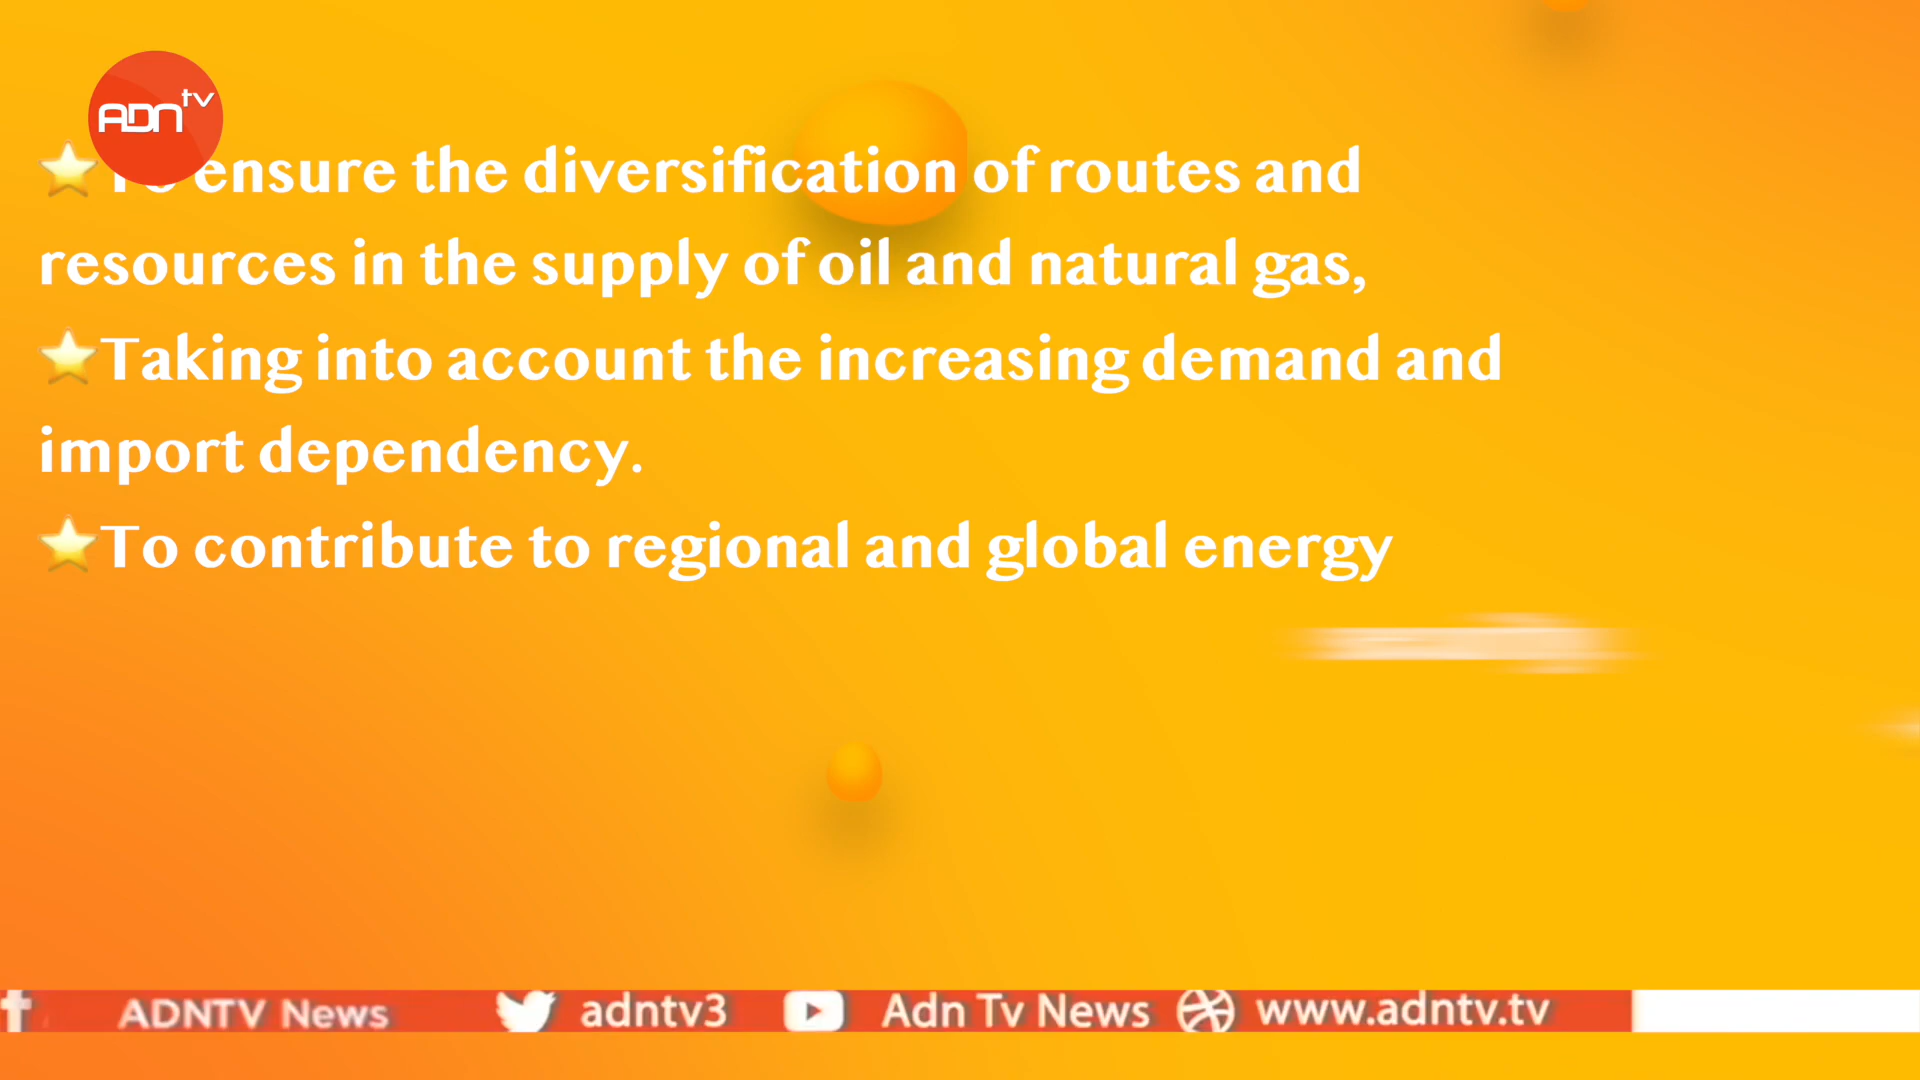 ADN tv
To ensure the diversification of routes and
resources in the supply of oil and natural gas,
Taking into account the increasing demand and
import dependency.
To contribute to regional and global energy
ADNTV News adntv3 Adn Tv News www.adntv.tv